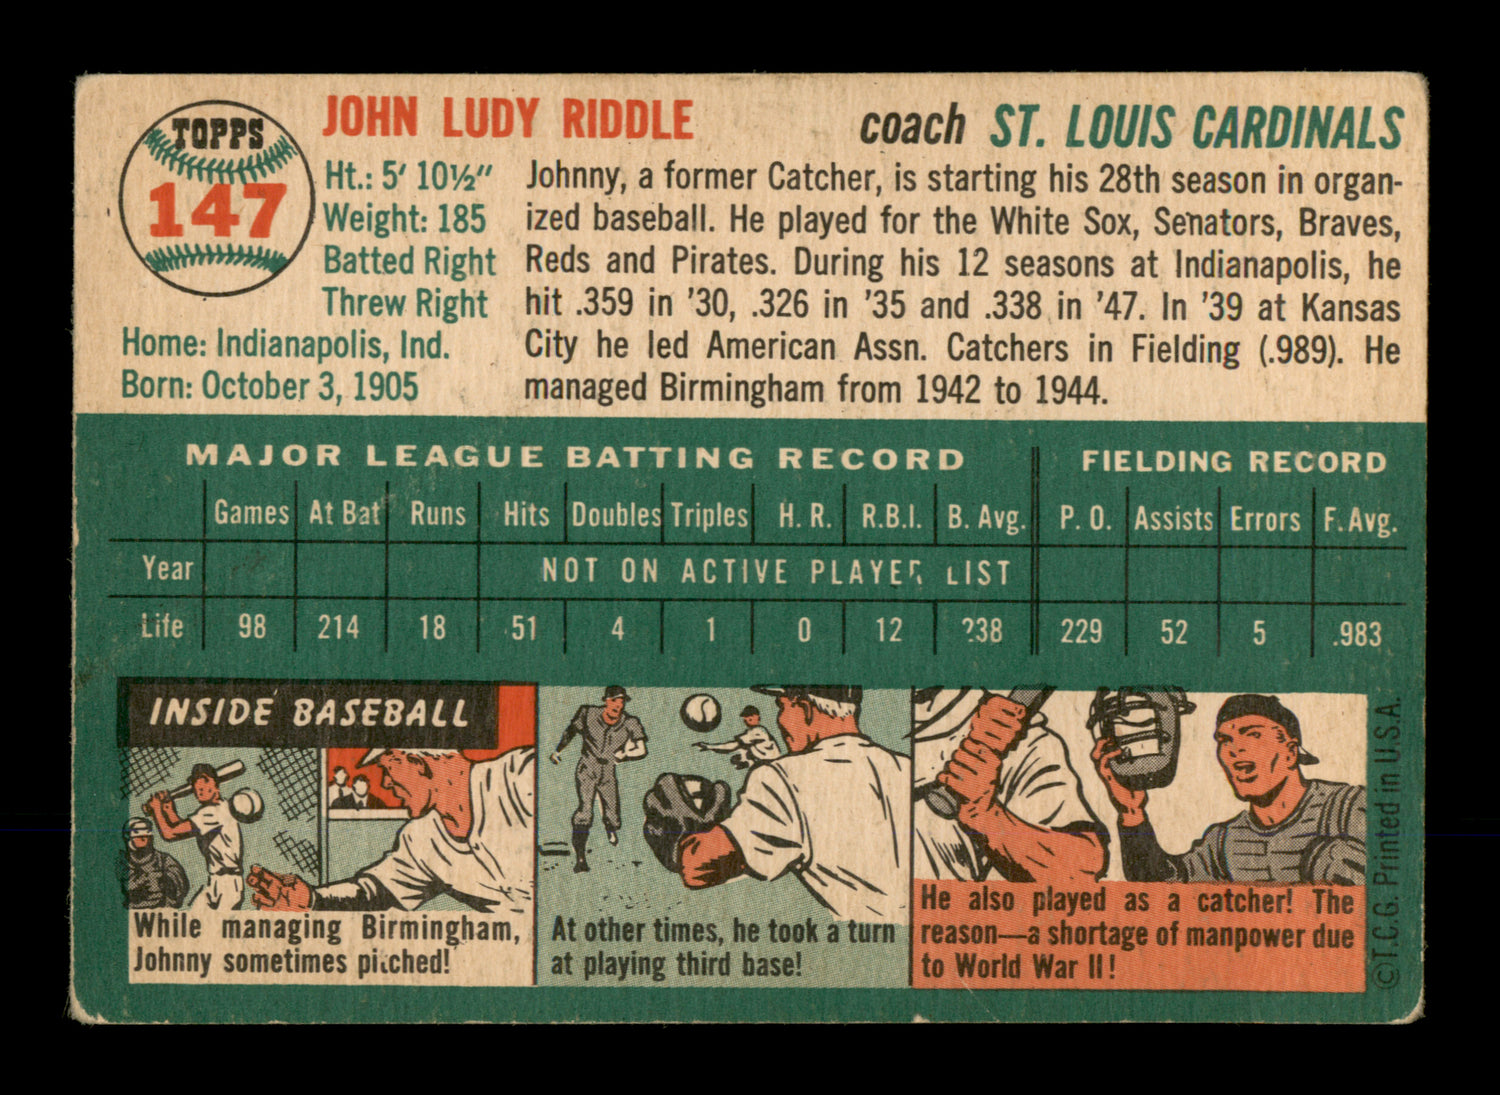 TOPPS
147
JOHN LUDY RIDDLE
coach ST. LOUIS CARDINALS
Ht.: 5' 10½"
Weight: 185
Batted Right
Threw Right
Home: Indianapolis, Ind.
Born: October 3, 1905
Johnny, a former Catcher, is starting his 28th season in organ-
ized baseball. He played for the White Sox, Senators, Braves,
Reds and Pirates. During his 12 seasons at Indianapolis, he
hit .359 in '30, .326 in '35 and .338 in '47. In '39 at Kansas
City he led American Assn. Catchers in Fielding (.989). He
managed Birmingham from 1942 to 1944.
MAJOR LEAGUE BATTING RECORD FIELDING RECORD
Games At Bat Runs Hits Doubles Triples H. R. R.B.I. B. Avg. P. O. Assists Errors F. Avg.
Year NOT ON ACTIVE PLAYER LIST
Life 98 214 18 51 4 1 0 12 .238 229 52 5 .983
INSIDE BASEBALL
While managing Birmingham,
Johnny sometimes pitched!
At other times, he took a turn
at playing third base!
He also played as a catcher! The
reason—a shortage of manpower due
to World War II!
©T.C.G. Printed in U.S.A.